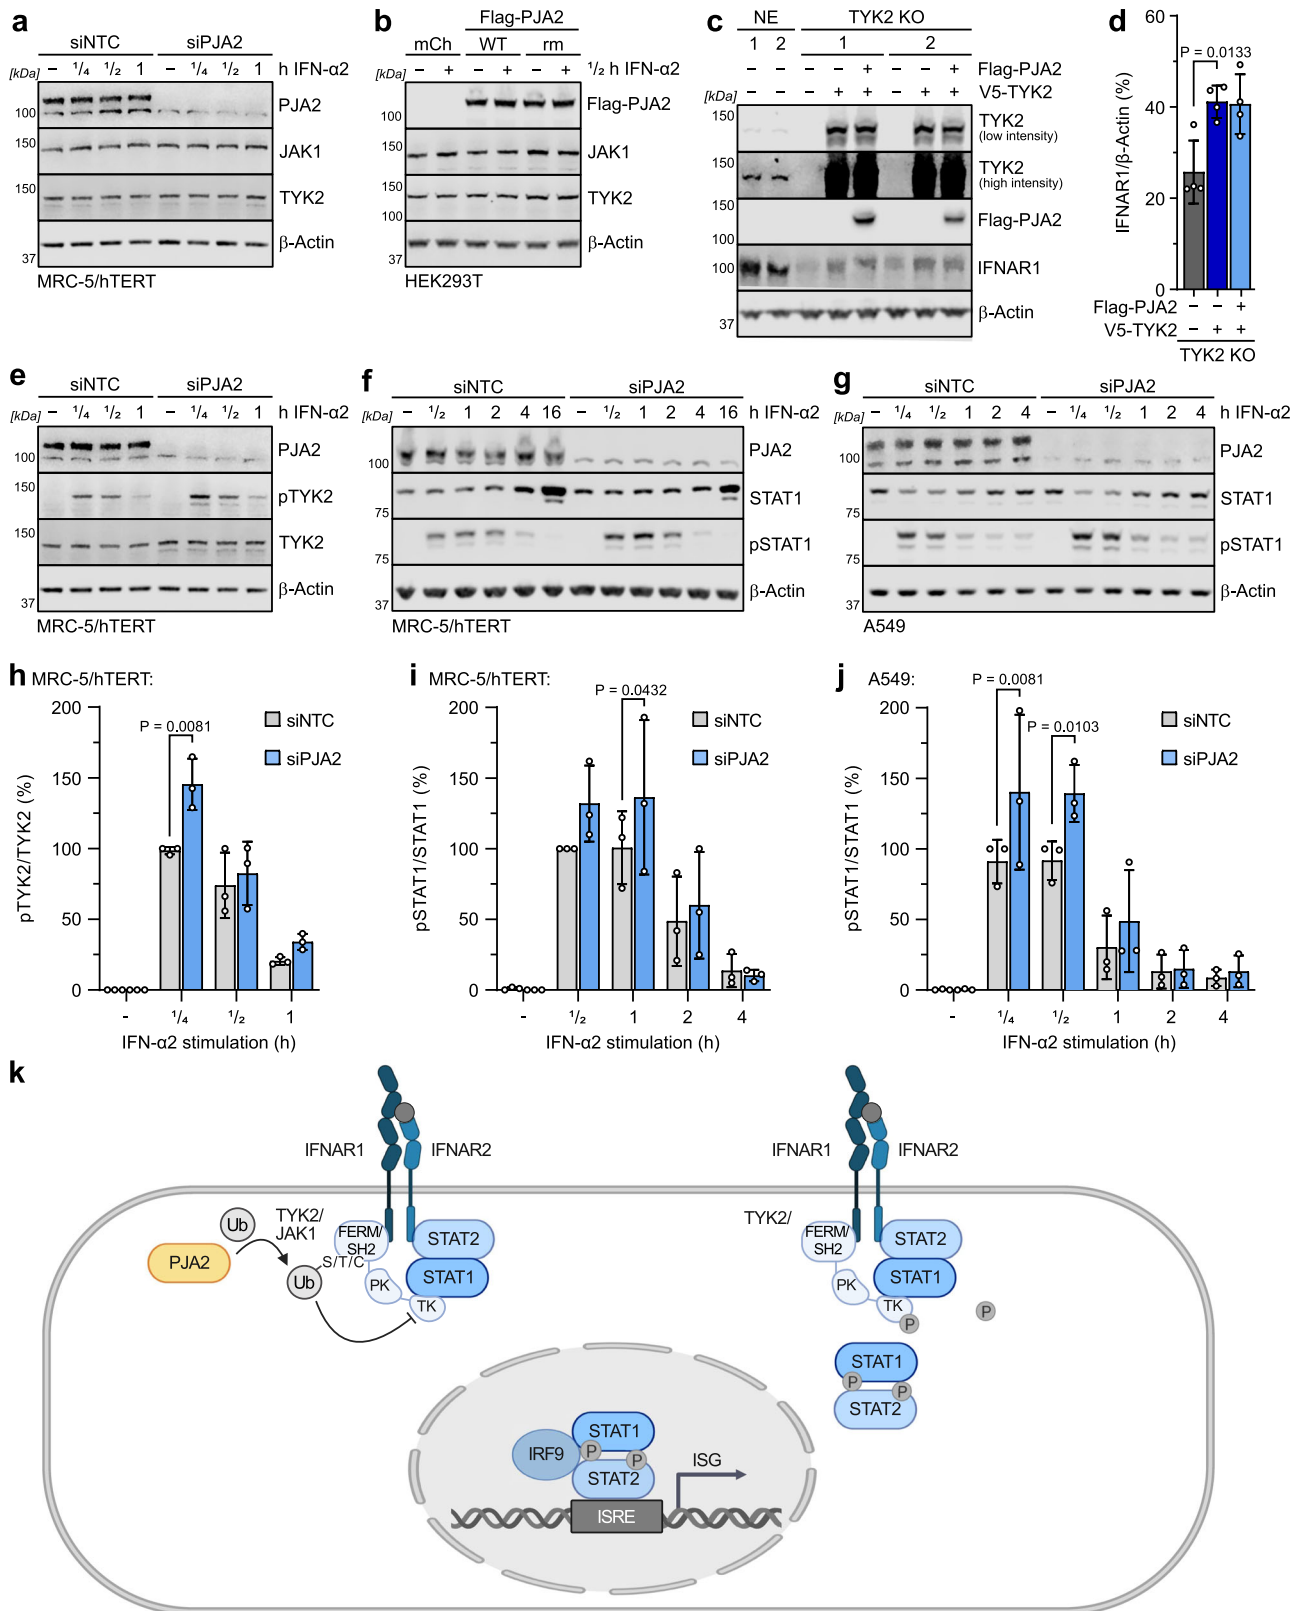 a
siNTC siPJA2
[kDa] – ¹/₄ ¹/₂ 1 – ¹/₄ ¹/₂ 1 h IFN-α2
100 PJA2
150 JAK1
150 TYK2
100
37 β-Actin
MRC-5/hTERT
b
Flag-PJA2
mCh WT rm
[kDa] – + – + – + ¹/₂ h IFN-α2
100 Flag-PJA2
150 JAK1
150 TYK2
100
37 β-Actin
HEK293T
c
NE TYK2 KO
1 2 1 2
+ + Flag-PJA2
[kDa] + + + + V5-TYK2
150 TYK2
(low intensity)
100
150 TYK2
(high intensity)
150 Flag-PJA2
100
100 IFNAR1
37 β-Actin
d
60
40
20
0
IFNAR1/β-Actin (%)
P = 0.0133
Flag-PJA2 – – +
V5-TYK2 – + +
TYK2 KO
e
siNTC siPJA2
[kDa] – ¹/₄ ¹/₂ 1 – ¹/₄ ¹/₂ 1 h IFN-α2
100 PJA2
150 pTYK2
150 TYK2
37 β-Actin
MRC-5/hTERT
f
siNTC siPJA2
[kDa] – ¹/₂ 1 2 4 16 – ¹/₂ 1 2 4 16 h IFN-α2
100 PJA2
100 STAT1
75
pSTAT1
75
37 β-Actin
MRC-5/hTERT
g
siNTC siPJA2
[kDa] – ¹/₄ ¹/₂ 1 2 4 – ¹/₄ ¹/₂ 1 2 4 h IFN-α2
100 PJA2
100 STAT1
75
pSTAT1
75
37 β-Actin
A549
h MRC-5/hTERT:
200
150
100
50
0
pTYK2/TYK2 (%)
P = 0.0081
siNTC
siPJA2
- ¹/₄ ¹/₂ 1
IFN-α2 stimulation (h)
i MRC-5/hTERT:
200
150
100
50
0
pSTAT1/STAT1 (%)
P = 0.0432
siNTC
siPJA2
- ¹/₂ 1 2 4
IFN-α2 stimulation (h)
j A549:
200
150
100
50
0
pSTAT1/STAT1 (%)
P = 0.0081
P = 0.0103
siNTC
siPJA2
- ¹/₄ ¹/₂ 1 2 4
IFN-α2 stimulation (h)
k
IFNAR1 IFNAR2
TYK2/
JAK1
Ub
PJA2
Ub
S/T/C
FERM/
SH2
PK
TK
STAT2
STAT1
IFNAR1 IFNAR2
TYK2/
FERM/
SH2
PK
TK
P
STAT2
STAT1
P
STAT1
P P
STAT2
IRF9
STAT1
P P
STAT2
ISRE
ISG